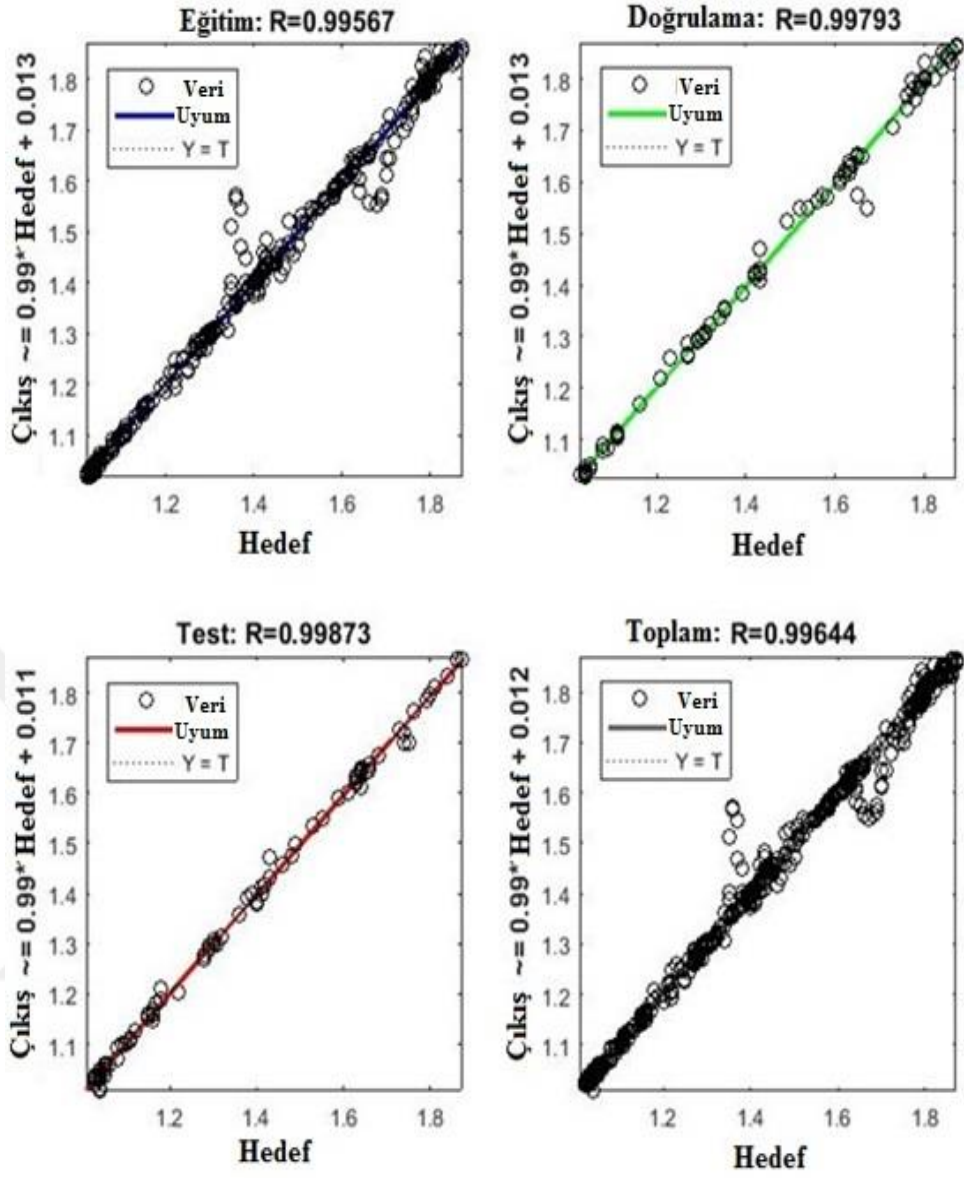 Eğitim: R=0.99567
Çıkış ~= 0.99*Hedef + 0.013
Veri
Uyum
Y = T
1.8
1.7
1.6
1.5
1.4
1.3
1.2
1.1
1.2
1.4
1.6
1.8
Hedef
Doğrulama: R=0.99793
Çıkış ~= 0.99*Hedef + 0.013
Veri
Uyum
Y = T
1.8
1.7
1.6
1.5
1.4
1.3
1.2
1.1
1.2
1.4
1.6
1.8
Hedef
Test: R=0.99873
Çıkış ~= 0.99*Hedef + 0.011
Veri
Uyum
Y = T
1.8
1.7
1.6
1.5
1.4
1.3
1.2
1.1
1.2
1.4
1.6
1.8
Hedef
Toplam: R=0.99644
Çıkış ~= 0.99*Hedef + 0.012
Veri
Uyum
Y = T
1.8
1.7
1.6
1.5
1.4
1.3
1.2
1.1
1.2
1.4
1.6
1.8
Hedef